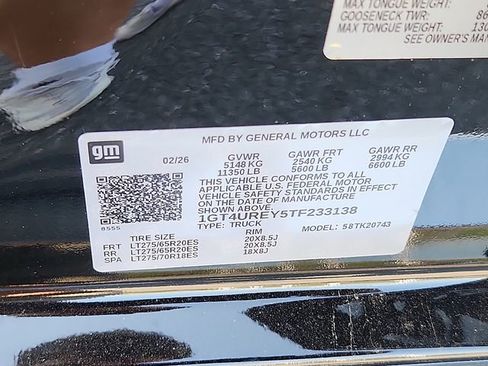 MAX TONGUE WEIGHT:
GOOSENECK TWR: 86
MAX TONGUE WEIGHT: 130
SEE OWNER'S MAN
gm
02/26
MFD BY GENERAL MOTORS LLC
GVWR GAWR FRT GAWR RR
5148 KG 2540 KG 2994 KG
11350 LB 5600 LB 6600 LB
THIS VEHICLE CONFORMS TO ALL
APPLICABLE U.S. FEDERAL MOTOR
VEHICLE SAFETY STANDARDS IN EFFECT
ON THE DATE OF MANUFACTURE
SHOWN ABOVE.
1GT4UREY5TF233138
8555
TYPE: TRUCK MODEL: 58TK20743
TIRE SIZE RIM
FRT LT275/65R20ES 20X8.5J
RR LT275/65R20ES 20X8.5J
SPA LT275/70R18ES 18X8J